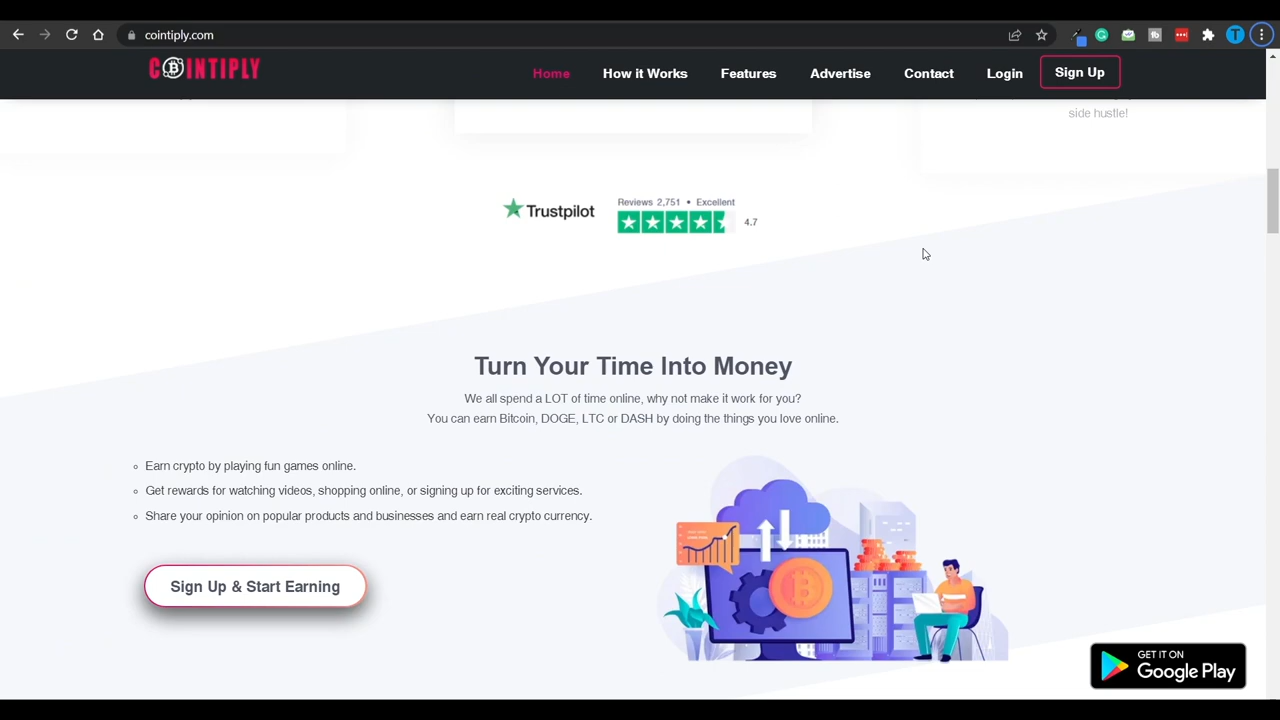 cointiply.com
T
COINTIPLY
Home
How it Works
Features
Advertise
Contact
Login
Sign Up
side hustle!
Trustpilot
Reviews 2,751 • Excellent
4.7
Turn Your Time Into Money
We all spend a LOT of time online, why not make it work for you?
You can earn Bitcoin, DOGE, LTC or DASH by doing the things you love online.
Earn crypto by playing fun games online.
Get rewards for watching videos, shopping online, or signing up for exciting services.
Share your opinion on popular products and businesses and earn real crypto currency.
Sign Up & Start Earning
GET IT ON
Google Play